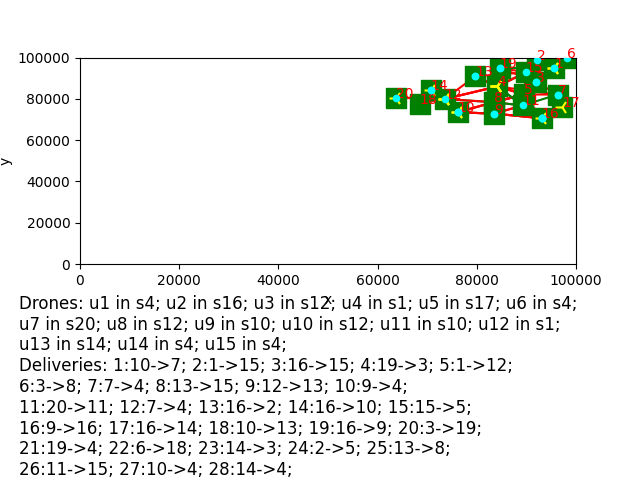 100000
80000
60000
40000
20000
0
y
2
6
20
0 20000 40000 60000 80000 100000
x
Drones: u1 in s4; u2 in s16; u3 in s12; u4 in s1; u5 in s17; u6 in s4;
u7 in s20; u8 in s12; u9 in s10; u10 in s12; u11 in s10; u12 in s1;
u13 in s14; u14 in s4; u15 in s4;
Deliveries: 1:10->7; 2:1->15; 3:16->15; 4:19->3; 5:1->12;
6:3->8; 7:7->4; 8:13->15; 9:12->13; 10:9->4;
11:20->11; 12:7->4; 13:16->2; 14:16->10; 15:15->5;
16:9->16; 17:16->14; 18:10->13; 19:16->9; 20:3->19;
21:19->4; 22:6->18; 23:14->3; 24:2->5; 25:13->8;
26:11->15; 27:10->4; 28:14->4;